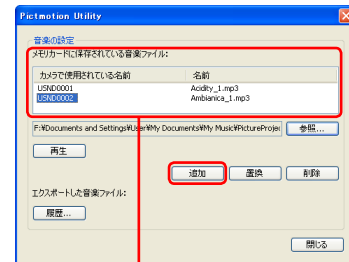 Pictmotion Utility
音楽の設定
メモリカードに保存されている音楽ファイル:
カメラで使用されている名前 名前
USND0001 Acidity_1.mp3
USND0002 Ambianica_1.mp3
F:¥Documents and Settings¥User¥My Documents¥My Music¥PictureProjec 参照...
再生
追加 置換 削除
エクスポートした音楽ファイル:
履歴...
閉じる